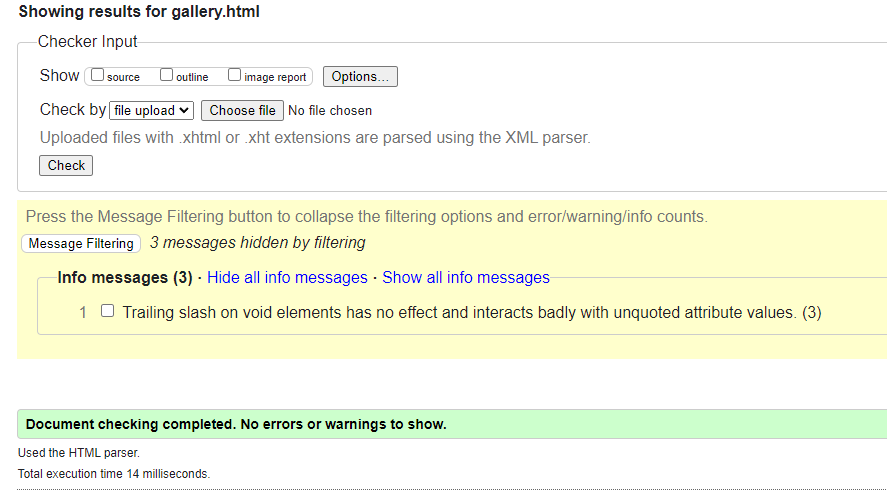 Showing results for gallery.html
Checker Input
Show source outline image report Options...
Check by file upload Choose file No file chosen
Uploaded files with .xhtml or .xht extensions are parsed using the XML parser.
Check
Press the Message Filtering button to collapse the filtering options and error/warning/info counts.
Message Filtering 3 messages hidden by filtering
Info messages (3) · Hide all info messages · Show all info messages
1 Trailing slash on void elements has no effect and interacts badly with unquoted attribute values. (3)
Document checking completed. No errors or warnings to show.
Used the HTML parser.
Total execution time 14 milliseconds.